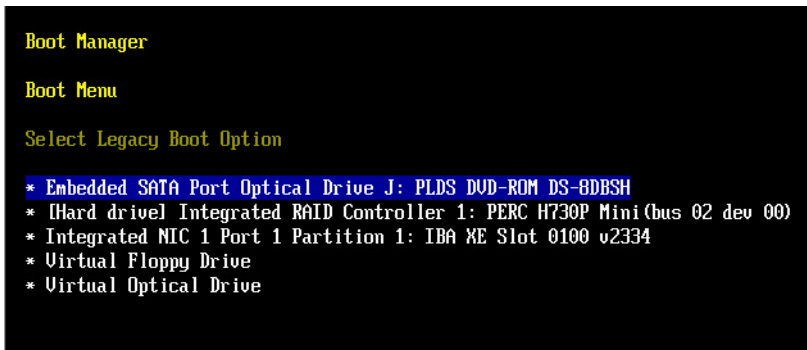 Boot Manager
Boot Menu
Select Legacy Boot Option
* Embedded SATA Port Optical Drive J: PLDS DVD-ROM DS-8DBSH
* [Hard drive] Integrated RAID Controller 1: PERC H730P Mini(bus 02 dev 00)
* Integrated NIC 1 Port 1 Partition 1: IBA XE Slot 0100 v2334
* Virtual Floppy Drive
* Virtual Optical Drive